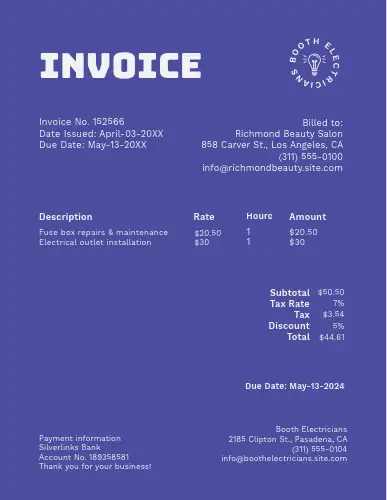 INVOICE
BOOTH ELECTRICIANS
Invoice No. 152566
Date Issued: April-03-20XX
Due Date: May-13-20XX
Billed to:
Richmond Beauty Salon
858 Carver St., Los Angeles, CA
(311) 555-0100
info@richmondbeauty.site.com
Description Rate Hours Amount
Fuse box repairs & maintenance $20.50 1 $20.50
Electrical outlet installation $30 1 $30
Subtotal $50.50
Tax Rate 7%
Tax $3.54
Discount 5%
Total $44.61
Due Date: May-13-2024
Payment information
Silverlinks Bank
Account No. 189358581
Thank you for your business!
Booth Electricians
2185 Clipton St., Pasadena, CA
(311) 555-0104
info@boothelectricians.site.com